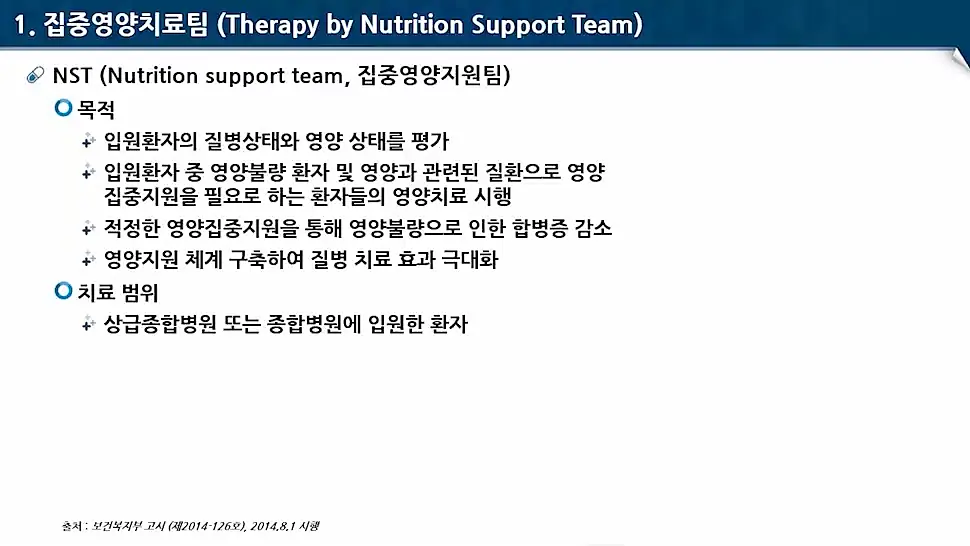 1. 집중영양치료팀 (Therapy by Nutrition Support Team)
NST (Nutrition support team, 집중영양지원팀)
목적
입원환자의 질병상태와 영양 상태를 평가
입원환자 중 영양불량 환자 및 영양과 관련된 질환으로 영양
집중지원을 필요로 하는 환자들의 영양치료 시행
적정한 영양집중지원을 통해 영양불량으로 인한 합병증 감소
영양지원 체계 구축하여 질병 치료 효과 극대화
치료 범위
상급종합병원 또는 종합병원에 입원한 환자
출처 : 보건복지부 고시 (제2014-126호), 2014.8.1 시행